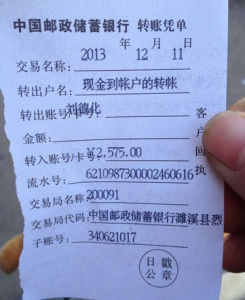 中国邮政储蓄银行 转账凭单
2013 年 12 月 11 日
交易名称:
转出户名: 现金到帐户的转帐
转出账号/卡号: 刘德化
金额:
转入账号/卡号: ¥2,575.00
流水号: 6210987300002460616
交易局名称: 200091
交易局代码: 中国邮政储蓄银行濉溪县烈
子账号: 340621017
客户回执
日戳
公章